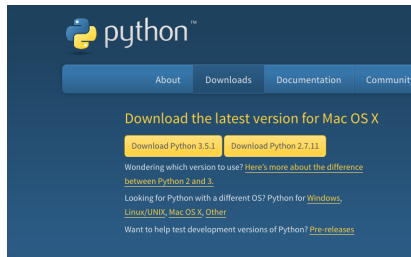 python™
About Downloads Documentation Community
Download the latest version for Mac OS X
Download Python 3.5.1 Download Python 2.7.11
Wondering which version to use? Here's more about the difference
between Python 2 and 3.
Looking for Python with a different OS? Python for Windows,
Linux/UNIX, Mac OS X, Other
Want to help test development versions of Python? Pre-releases